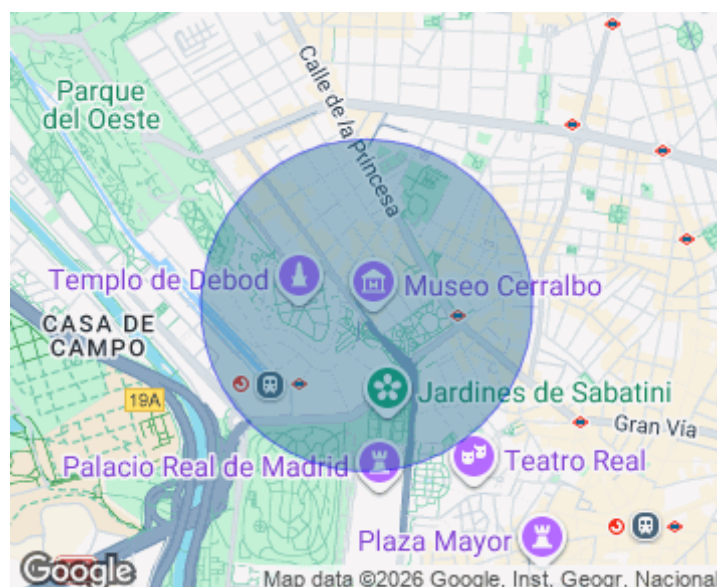 Parque
del Oeste
Calle de la Princesa
Templo de Debod
Museo Cerralbo
CASA DE
CAMPO
19A
Jardines de Sabatini
Gran Vía
Palacio Real de Madrid
Teatro Real
Plaza Mayor
Google
Map data ©2026 Google, Inst. Geogr. Nacional